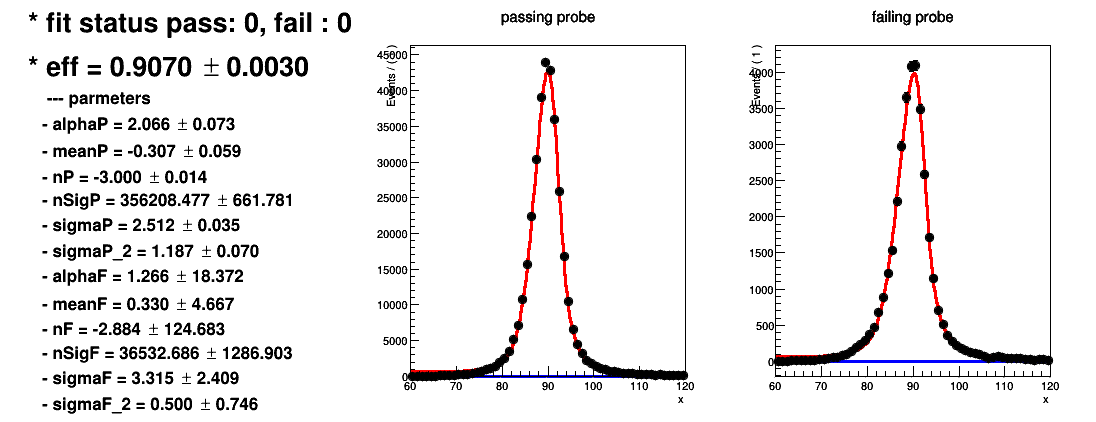 * fit status pass: 0, fail : 0
* eff = 0.9070 ± 0.0030
--- parmeters
- alphaP = 2.066 ± 0.073
- meanP = -0.307 ± 0.059
- nP = -3.000 ± 0.014
- nSigP = 356208.477 ± 661.781
- sigmaP = 2.512 ± 0.035
- sigmaP_2 = 1.187 ± 0.070
- alphaF = 1.266 ± 18.372
- meanF = 0.330 ± 4.667
- nF = -2.884 ± 124.683
- nSigF = 36532.686 ± 1286.903
- sigmaF = 3.315 ± 2.409
- sigmaF_2 = 0.500 ± 0.746
passing probe
Events / ( 1 )
45000
40000
35000
30000
25000
20000
15000
10000
5000
0
60 70 80 90 100 110 120
x
failing probe
Events / ( 1 )
4000
3500
3000
2500
2000
1500
1000
500
0
60 70 80 90 100 110 120
x